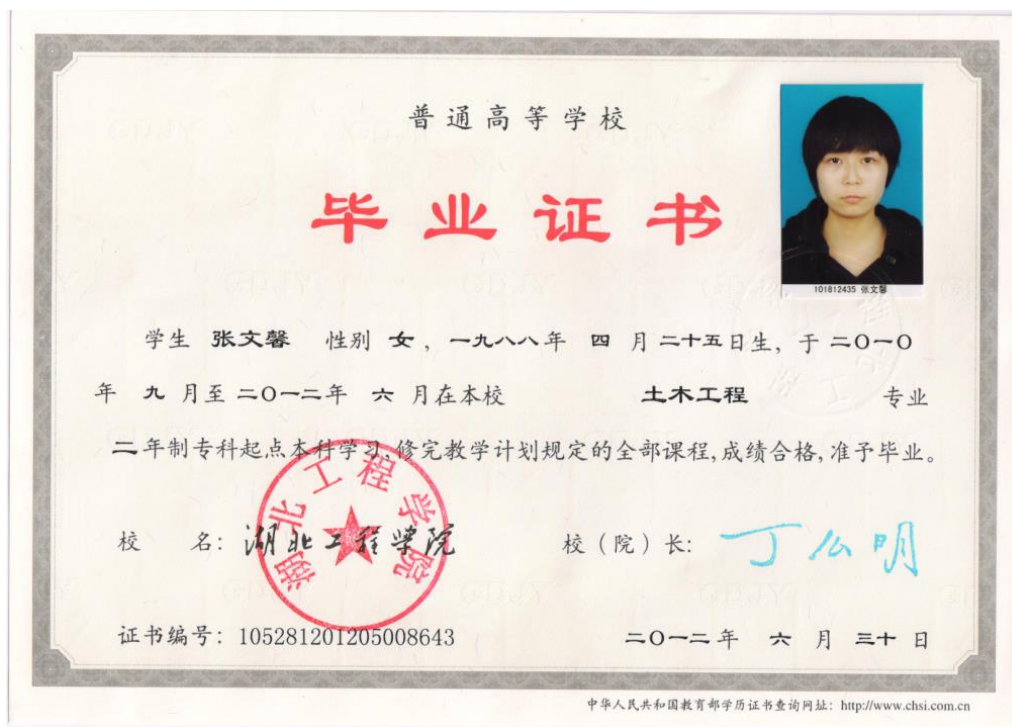 普通高等学校
毕业证书
101812435 张文馨
学生 张文馨 性别 女，一九八八年 四 月二十五日生，于二〇一〇
年 九 月至二〇一二年 六 月在本校 土木工程 专业
二年制专科起点本科学习,修完教学计划规定的全部课程,成绩合格,准予毕业。
湖北工程学院
校 名：湖北工程学院 校（院）长：丁么明
证书编号：105281201205008643 二〇一二年 六 月 三十 日
中华人民共和国教育部学历证书查询网址：http://www.chsi.com.cn